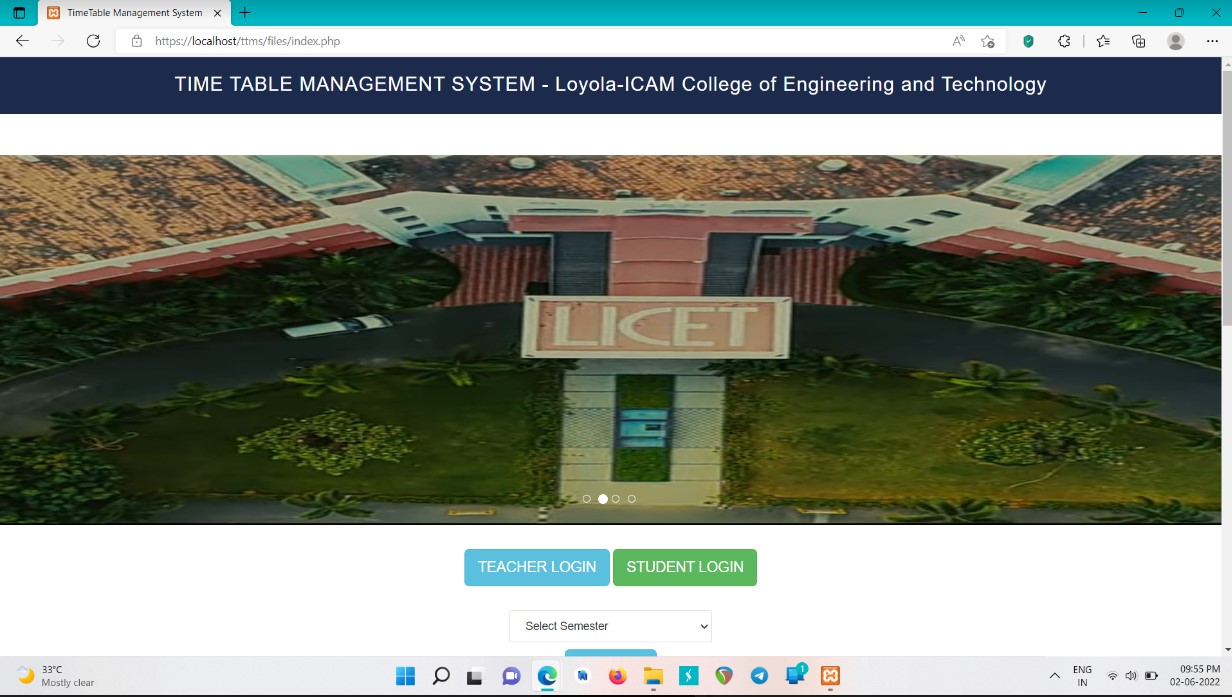 TimeTable Management System
https://localhost/ttms/files/index.php
TIME TABLE MANAGEMENT SYSTEM - Loyola-ICAM College of Engineering and Technology
LICET
TEACHER LOGIN STUDENT LOGIN
Select Semester
33°C
Mostly clear
1
ENG
IN
09:55 PM
02-06-2022